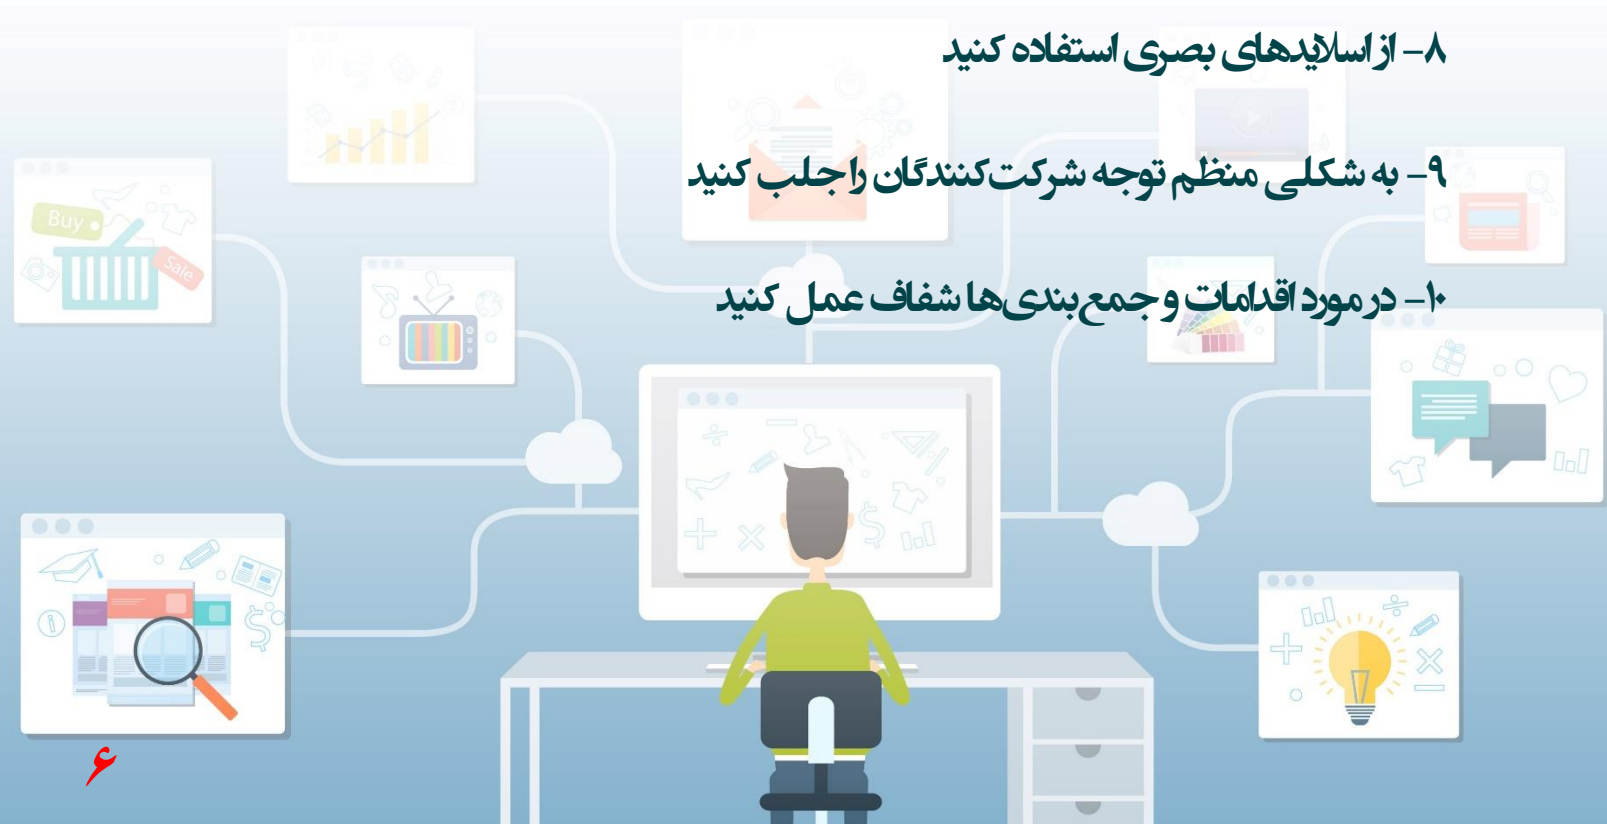 ۸- از اسلایدهای بصری استفاده کنید
۹- به شکلی منظم توجه شرکت‌کنندگان را جلب کنید
۱۰- در مورد اقدامات و جمع‌بندی‌ها شفاف عمل کنید
Buy
Sale
۶